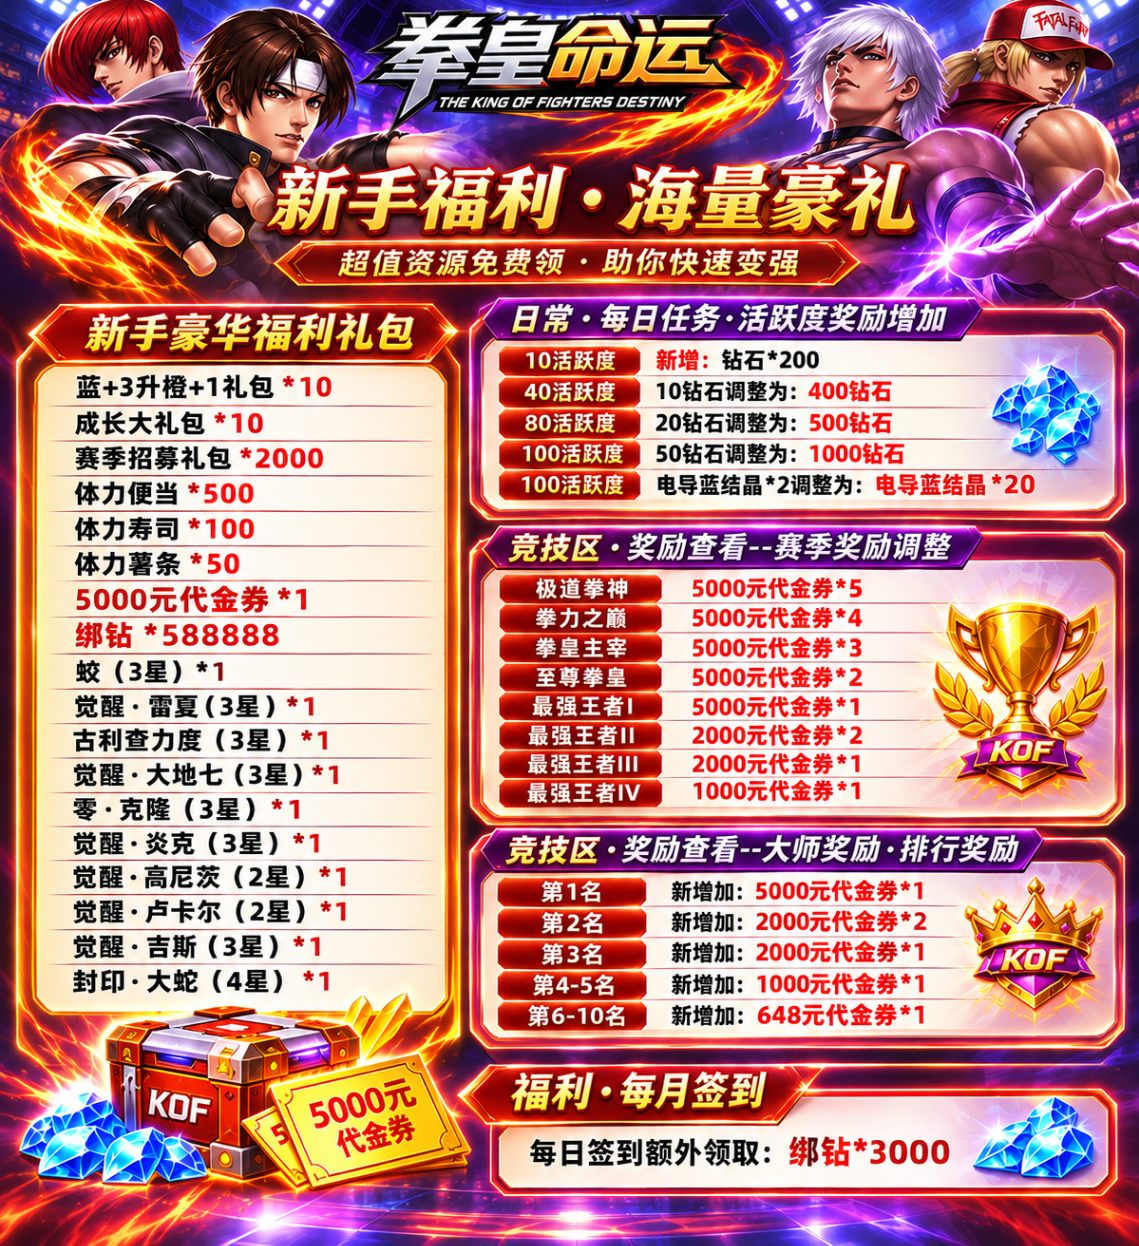 拳皇命运
THE KING OF FIGHTERS DESTINY
FATAL FURY
新手福利·海量豪礼
超值资源免费领·助你快速变强
新手豪华福利礼包
蓝+3升橙+1礼包 *10
成长大礼包 *10
赛季招募礼包 *2000
体力便当 *500
体力寿司 *100
体力薯条 *50
5000元代金券 *1
绑钻 *588888
蛟（3星）*1
觉醒·雷夏（3星）*1
古利查力度（3星）*1
觉醒·大地七（3星）*1
零·克隆（3星）*1
觉醒·炎克（3星）*1
觉醒·高尼茨（2星）*1
觉醒·卢卡尔（2星）*1
觉醒·吉斯（3星）*1
封印·大蛇（4星）*1
KOF
5000元
代金券
日常·每日任务·活跃度奖励增加
10活跃度 新增：钻石*200
40活跃度 10钻石调整为：400钻石
80活跃度 20钻石调整为：500钻石
100活跃度 50钻石调整为：1000钻石
100活跃度 电导蓝结晶*2调整为：电导蓝结晶*20
竞技区·奖励查看--赛季奖励调整
极道拳神 5000元代金券*5
拳力之巅 5000元代金券*4
拳皇主宰 5000元代金券*3
至尊拳皇 5000元代金券*2
最强王者I 5000元代金券*1
最强王者II 2000元代金券*2
最强王者III 2000元代金券*1
最强王者IV 1000元代金券*1
KOF
竞技区·奖励查看--大师奖励·排行奖励
第1名 新增加：5000元代金券*1
第2名 新增加：2000元代金券*2
第3名 新增加：2000元代金券*1
第4-5名 新增加：1000元代金券*1
第6-10名 新增加：648元代金券*1
KOF
福利·每月签到
每日签到额外领取：绑钻*3000